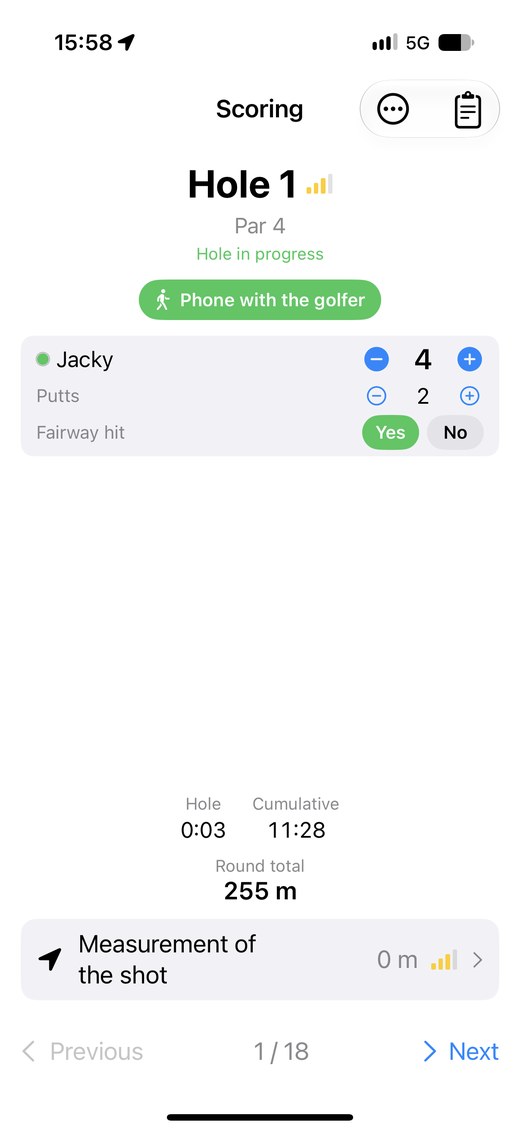 15:58
5G
Scoring
Hole 1
Par 4
Hole in progress
Phone with the golfer
Jacky
4
Putts
2
Fairway hit
Yes
No
Hole
Cumulative
0:03
11:28
Round total
255 m
Measurement of
the shot
0 m
Previous
1 / 18
Next